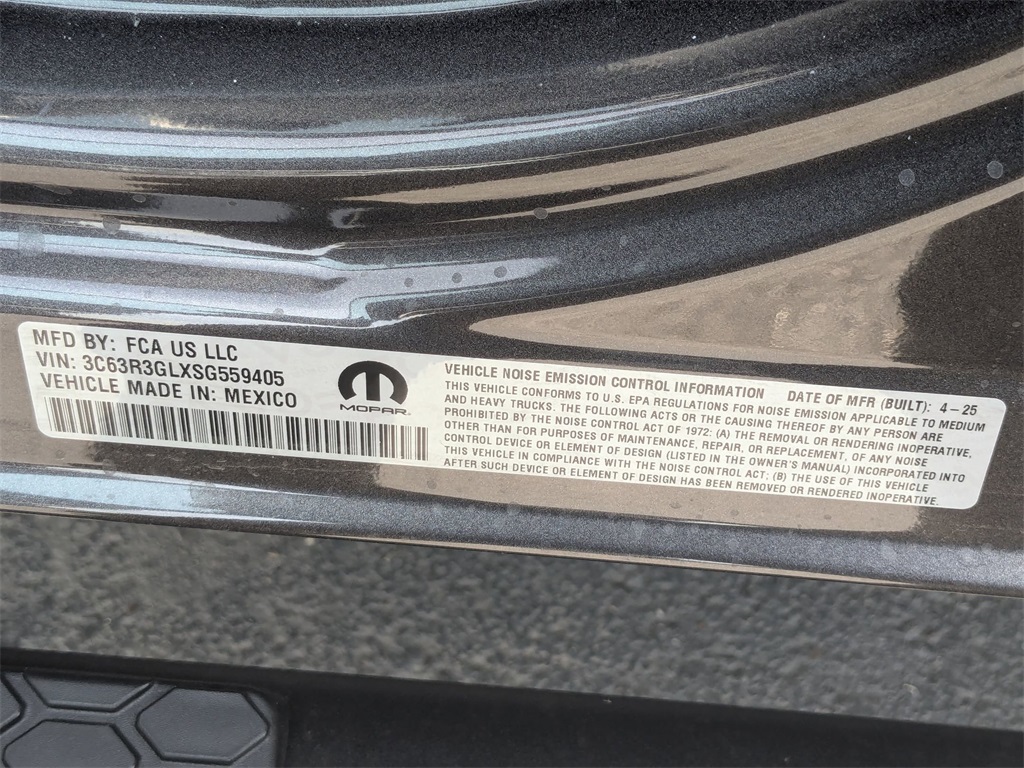 MFD BY: FCA US LLC
VIN: 3C63R3GLXSG559405
VEHICLE MADE IN: MEXICO
MOPAR
VEHICLE NOISE EMISSION CONTROL INFORMATION DATE OF MFR (BUILT): 4-25
THIS VEHICLE CONFORMS TO U.S. EPA REGULATIONS FOR NOISE EMISSION APPLICABLE TO MEDIUM
AND HEAVY TRUCKS. THE FOLLOWING ACTS OR THE CAUSING THEREOF BY ANY PERSON ARE
PROHIBITED BY THE NOISE CONTROL ACT OF 1972: (A) THE REMOVAL OR RENDERING INOPERATIVE,
OTHER THAN FOR PURPOSES OF MAINTENANCE, REPAIR, OR REPLACEMENT, OF ANY NOISE
CONTROL DEVICE OR ELEMENT OF DESIGN (LISTED IN THE OWNER'S MANUAL) INCORPORATED INTO
THIS VEHICLE IN COMPLIANCE WITH THE NOISE CONTROL ACT; (B) THE USE OF THIS VEHICLE
AFTER SUCH DEVICE OR ELEMENT OF DESIGN HAS BEEN REMOVED OR RENDERED INOPERATIVE.